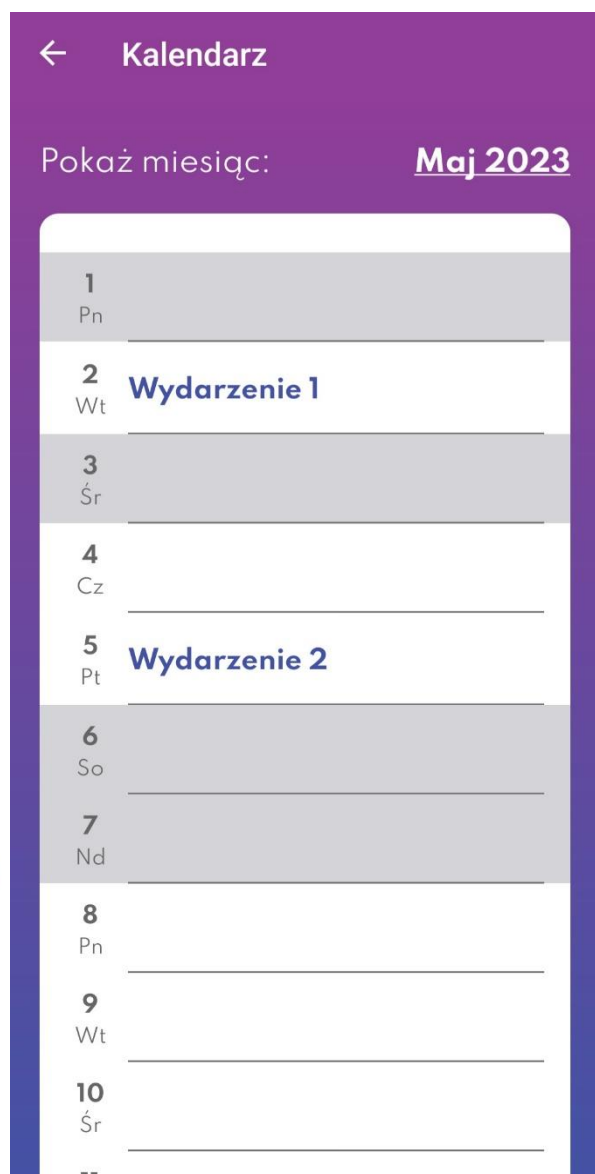 Kalendarz
Pokaż miesiąc: Maj 2023
1
Pn
2
Wt
Wydarzenie 1
3
Śr
4
Cz
5
Pt
Wydarzenie 2
6
So
7
Nd
8
Pn
9
Wt
10
Śr